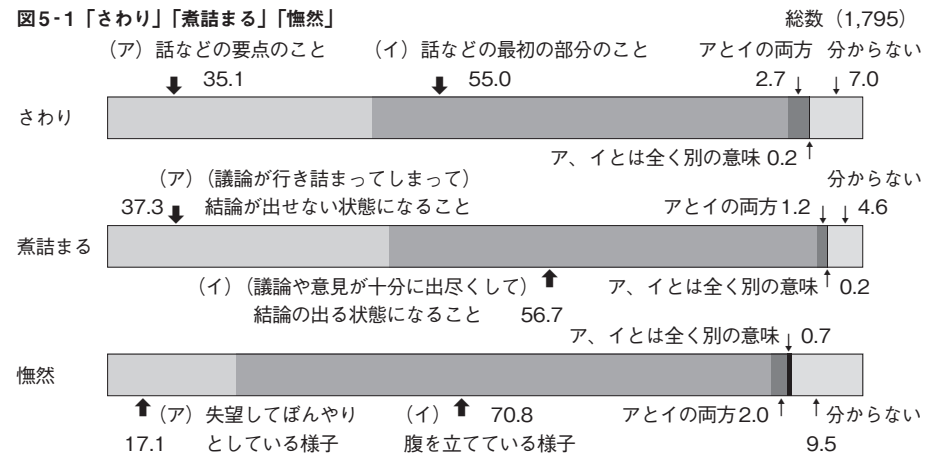 図5-1「さわり」「煮詰まる」「憮然」 総数（1,795）
（ア）話などの要点のこと （イ）話などの最初の部分のこと アとイの両方 分からない
35.1 55.0 2.7 7.0
さわり
ア、イとは全く別の意味 0.2
（ア）（議論が行き詰まってしまって） 分からない
37.3 結論が出せない状態になること アとイの両方1.2 4.6
煮詰まる
（イ）（議論や意見が十分に出尽くして） ア、イとは全く別の意味 0.2
結論の出る状態になること 56.7
ア、イとは全く別の意味 0.7
憮然
（ア）失望してぼんやり （イ） 70.8 アとイの両方2.0 分からない
17.1 としている様子 腹を立てている様子 9.5